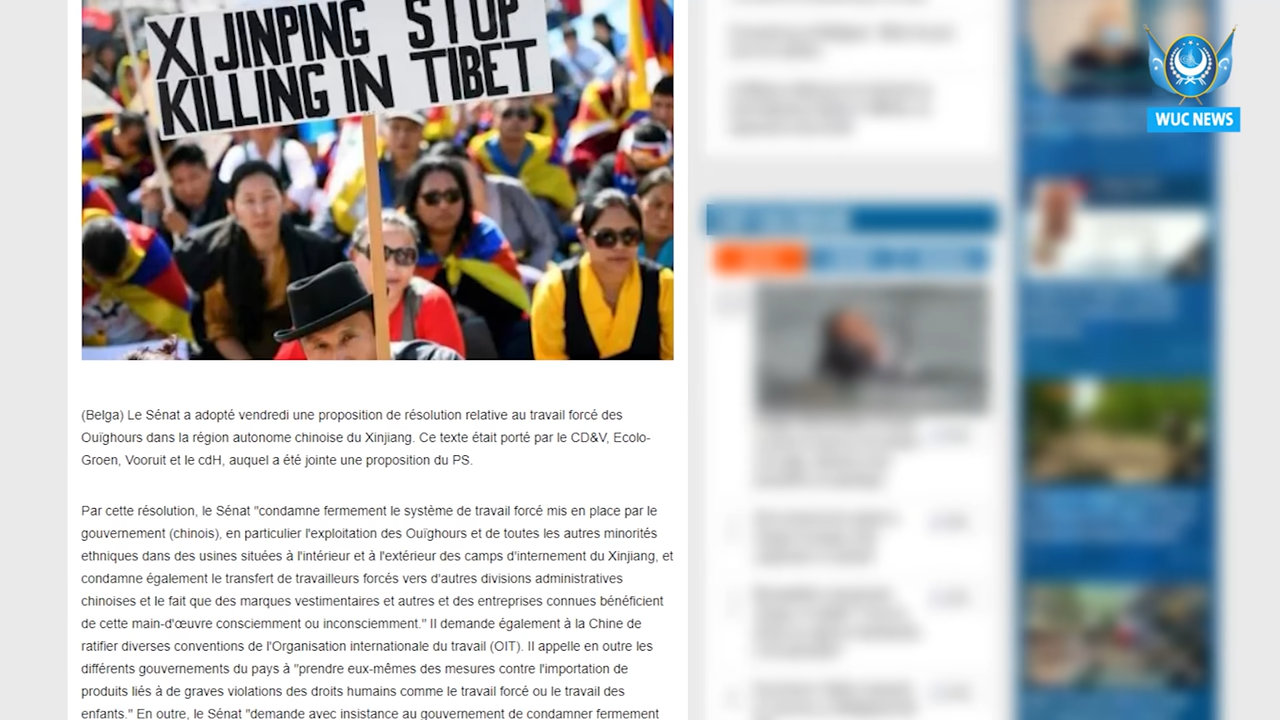 XI JINPING STOP
KILLING IN TIBET
WUC NEWS
(Belga) Le Sénat a adopté vendredi une proposition de résolution relative au travail forcé des
Ouïghours dans la région autonome chinoise du Xinjiang. Ce texte était porté par le CD&V, Ecolo-
Groen, Vooruit et le cdH, auquel a été jointe une proposition du PS.
Par cette résolution, le Sénat "condamne fermement le système de travail forcé mis en place par le
gouvernement (chinois), en particulier l'exploitation des Ouïghours et de toutes les autres minorités
ethniques dans des usines situées à l'intérieur et à l'extérieur des camps d'internement du Xinjiang, et
condamne également le transfert de travailleurs forcés vers d'autres divisions administratives
chinoises et le fait que des marques vestimentaires et autres et des entreprises connues bénéficient
de cette main-d'œuvre consciemment ou inconsciemment." Il demande également à la Chine de
ratifier diverses conventions de l'Organisation internationale du travail (OIT). Il appelle en outre les
différents gouvernements du pays à "prendre eux-mêmes des mesures contre l'importation de
produits liés à de graves violations des droits humains comme le travail forcé ou le travail des
enfants." En outre, le Sénat "demande avec insistance au gouvernement de condamner fermement